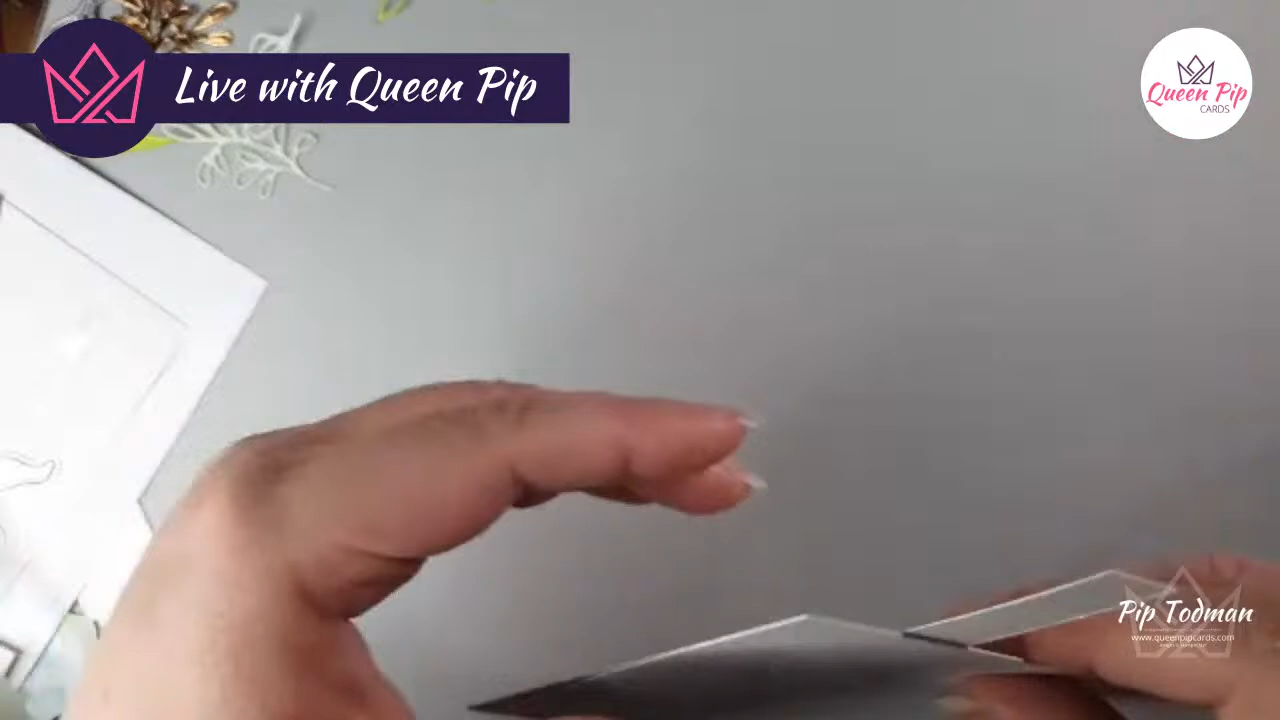 Live with Queen Pip
Queen Pip
CARDS
Pip Todman
www.queenpipcards.com